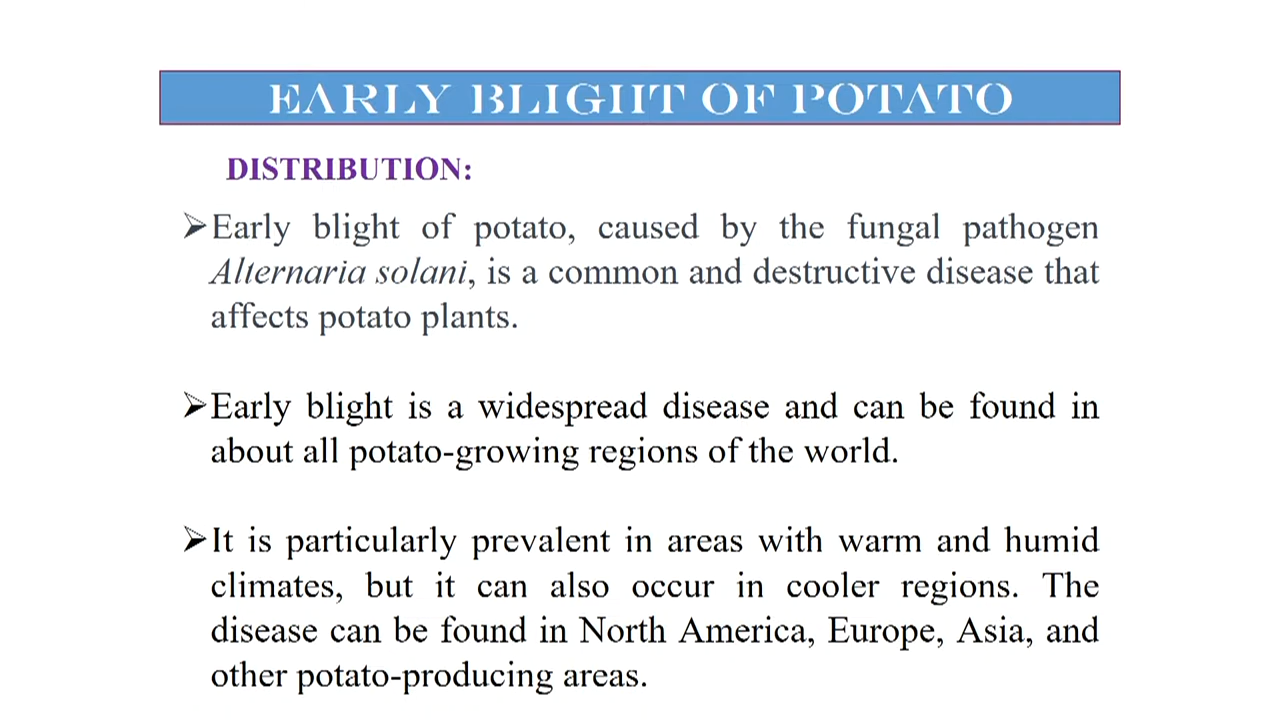 EARLY BLIGHT OF POTATO
DISTRIBUTION:
➢Early blight of potato, caused by the fungal pathogen
Alternaria solani, is a common and destructive disease that
affects potato plants.
➢Early blight is a widespread disease and can be found in
about all potato-growing regions of the world.
➢It is particularly prevalent in areas with warm and humid
climates, but it can also occur in cooler regions. The
disease can be found in North America, Europe, Asia, and
other potato-producing areas.